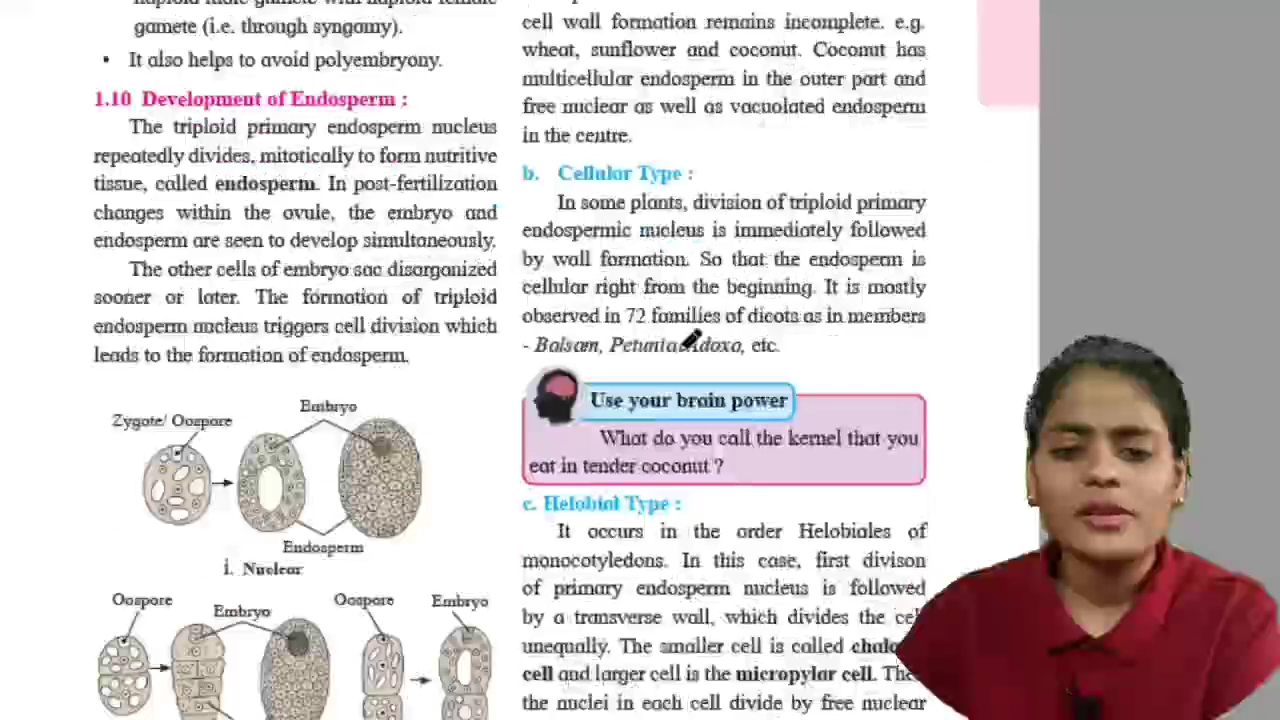 gamete (i.e. through syngamy).
• It also helps to avoid polyembryony.
1.10 Development of Endosperm :
The triploid primary endosperm nucleus
repeatedly divides, mitotically to form nutritive
tissue, called endosperm. In post-fertilization
changes within the ovule, the embryo and
endosperm are seen to develop simultaneously.
The other cells of embryo sac disorganized
sooner or later. The formation of triploid
endosperm nucleus triggers cell division which
leads to the formation of endosperm.
Zygote/ Oospore
Embryo
Endosperm
i. Nuclear
Oospore
Embryo
Oospore
Embryo
cell wall formation remains incomplete. e.g.
wheat, sunflower and coconut. Coconut has
multicellular endosperm in the outer part and
free nuclear as well as vacuolated endosperm
in the centre.
b. Cellular Type :
In some plants, division of triploid primary
endospermic nucleus is immediately followed
by wall formation. So that the endosperm is
cellular right from the beginning. It is mostly
observed in 72 families of dicots as in members
- Balsam, Petunia, Adoxa, etc.
Use your brain power
What do you call the kernel that you
eat in tender coconut ?
c. Helobial Type :
It occurs in the order Helobiales of
monocotyledons. In this case, first divison
of primary endosperm nucleus is followed
by a transverse wall, which divides the
unequally. The smaller cell is called
cell and larger cell is the micropylar cell.
the nuclei in each cell divide by free nuclear